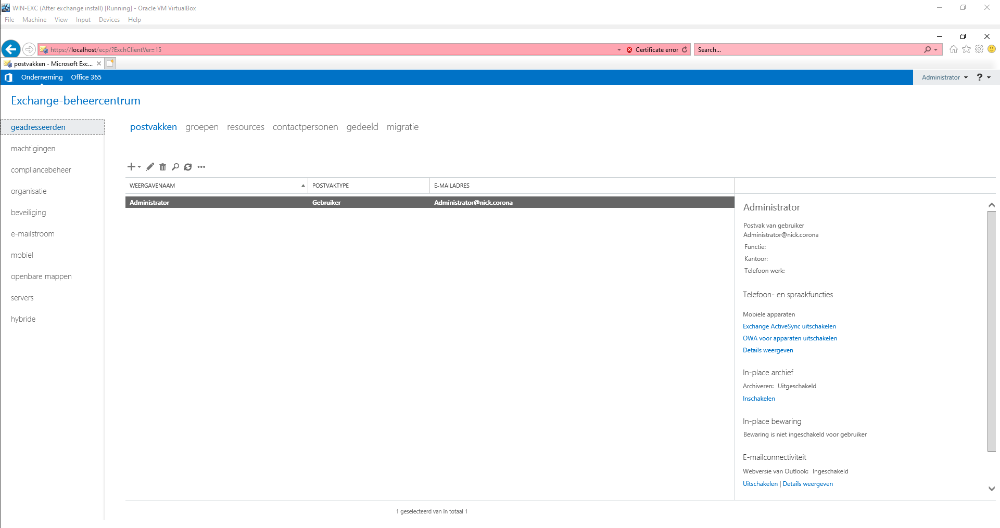 WIN-EXC (After exchange install) [Running] - Oracle VM VirtualBox
File Machine View Input Devices Help
https://localhost/ecp/?ExchClientVer=15 Certificate error Search...
postvakken - Microsoft Exc...
Onderneming Office 365 Administrator ?
Exchange-beheercentrum
geadresseerden
machtigingen
compliancebeheer
organisatie
beveiliging
e-mailstroom
mobiel
openbare mappen
servers
hybride
postvakken groepen resources contactpersonen gedeeld migratie
WEERGAVENAAM POSTVAKTYPE E-MAILADRES
Administrator Gebruiker Administrator@nick.corona
Administrator
Postvak van gebruiker
Administrator@nick.corona
Functie:
Kantoor:
Telefoon werk:
Telefoon- en spraakfuncties
Mobiele apparaten
Exchange ActiveSync uitschakelen
OWA voor apparaten uitschakelen
Details weergeven
In-place archief
Archiveren: Uitgeschakeld
Inschakelen
In-place bewaring
Bewaring is niet ingeschakeld voor gebruiker
E-mailconnectiviteit
Webversie van Outlook: Ingeschakeld
Uitschakelen | Details weergeven
1 geselecteerd van in totaal 1